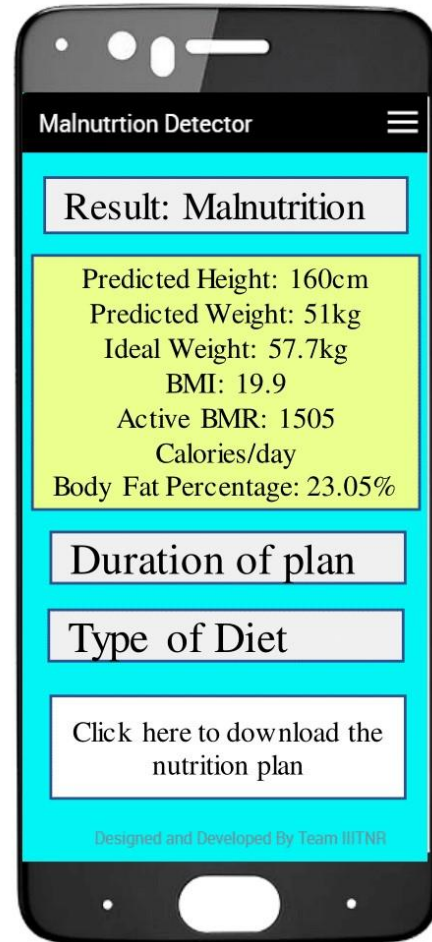 Malnutrtion Detector
Result: Malnutrition
Predicted Height: 160cm
Predicted Weight: 51kg
Ideal Weight: 57.7kg
BMI: 19.9
Active BMR: 1505
Calories/day
Body Fat Percentage: 23.05%
Duration of plan
Type of Diet
Click here to download the
nutrition plan
Designed and Developed By Team IIITNR